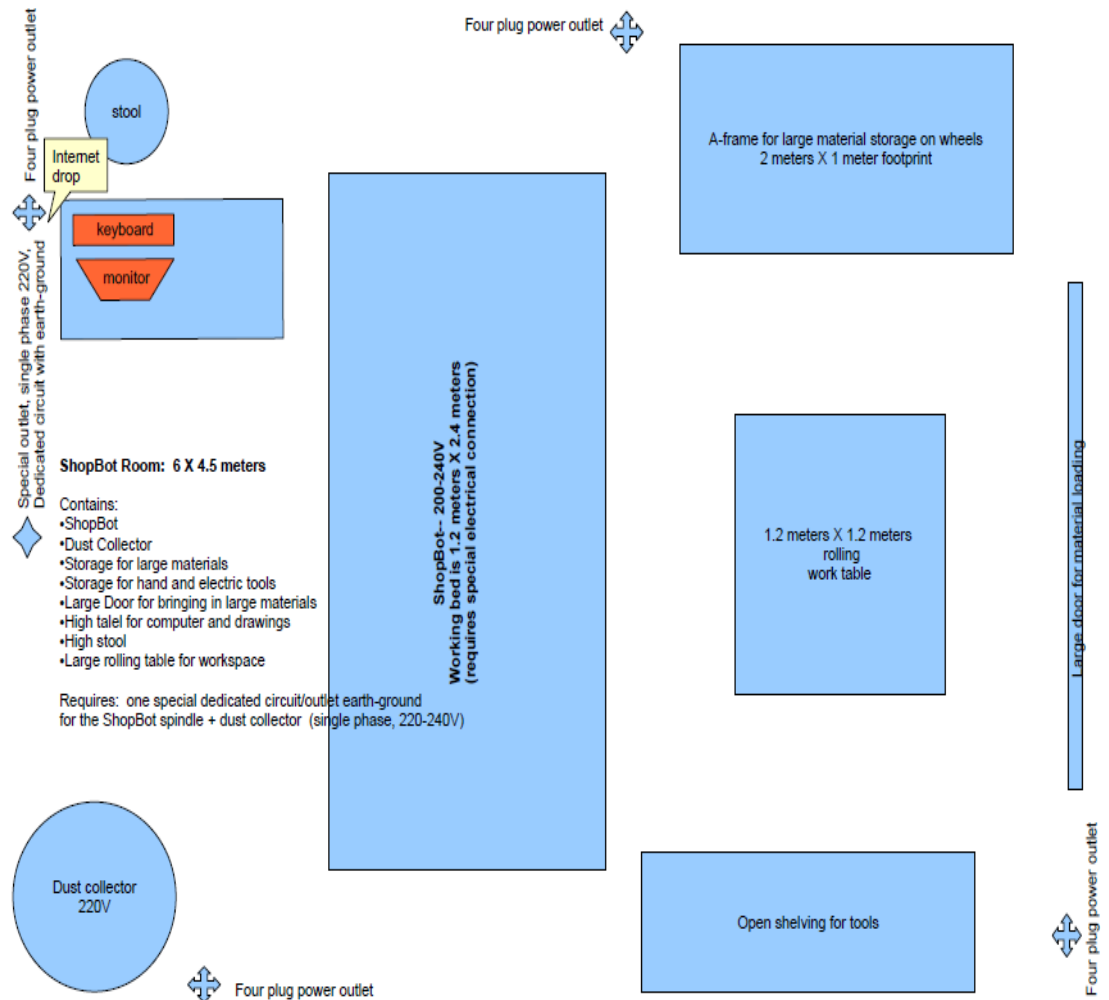 Four plug power outlet
Four plug power outlet
stool
Internet
drop
keyboard
monitor
A-frame for large material storage on wheels
2 meters X 1 meter footprint
Special outlet, single phase 220V,
Dedicated circuit with earth-ground
ShopBot Room:  6 X 4.5 meters
Contains:
•ShopBot
•Dust Collector
•Storage for large materials
•Storage for hand and electric tools
•Large Door for bringing in large materials
•High talel for computer and drawings
•High stool
•Large rolling table for workspace
Requires:  one special dedicated circuit/outlet earth-ground
for the ShopBot spindle + dust collector  (single phase, 220-240V)
ShopBot-- 200-240V
Working bed is 1.2 meters X 2.4 meters
(requires special electrical connection)
1.2 meters X 1.2 meters
rolling
work table
Large door for material loading
Dust collector
220V
Four plug power outlet
Open shelving for tools
Four plug power outlet